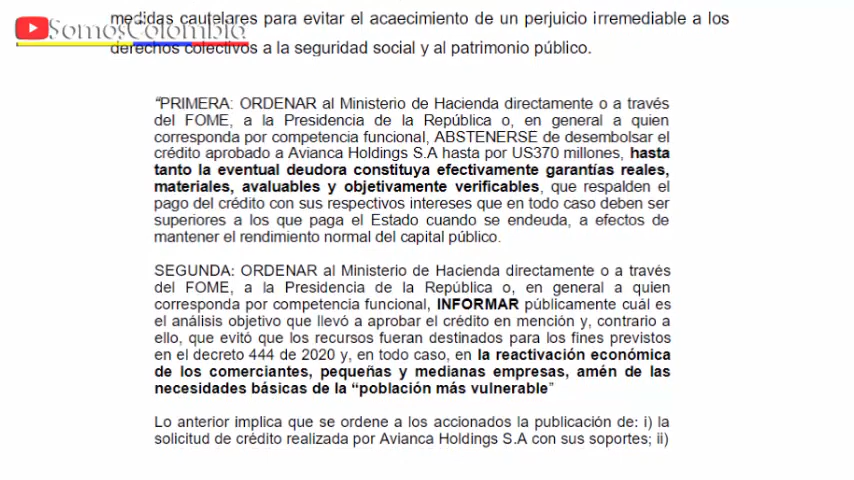 medidas cautelares para evitar el acaecimiento de un perjuicio irremediable a los
SomosColombia
derechos colectivos a la seguridad social y al patrimonio público.
“PRIMERA: ORDENAR al Ministerio de Hacienda directamente o a través
del FOME, a la Presidencia de la República o, en general a quien
corresponda por competencia funcional, ABSTENERSE de desembolsar el
crédito aprobado a Avianca Holdings S.A hasta por US370 millones, hasta
tanto la eventual deudora constituya efectivamente garantías reales,
materiales, avaluables y objetivamente verificables, que respalden el
pago del crédito con sus respectivos intereses que en todo caso deben ser
superiores a los que paga el Estado cuando se endeuda, a efectos de
mantener el rendimiento normal del capital público.
SEGUNDA: ORDENAR al Ministerio de Hacienda directamente o a través
del FOME, a la Presidencia de la República o, en general a quien
corresponda por competencia funcional, INFORMAR públicamente cuál es
el análisis objetivo que llevó a aprobar el crédito en mención y, contrario a
ello, que evitó que los recursos fueran destinados para los fines previstos
en el decreto 444 de 2020 y, en todo caso, en la reactivación económica
de los comerciantes, pequeñas y medianas empresas, amén de las
necesidades básicas de la “población más vulnerable”
Lo anterior implica que se ordene a los accionados la publicación de: i) la
solicitud de crédito realizada por Avianca Holdings S.A con sus soportes; ii)